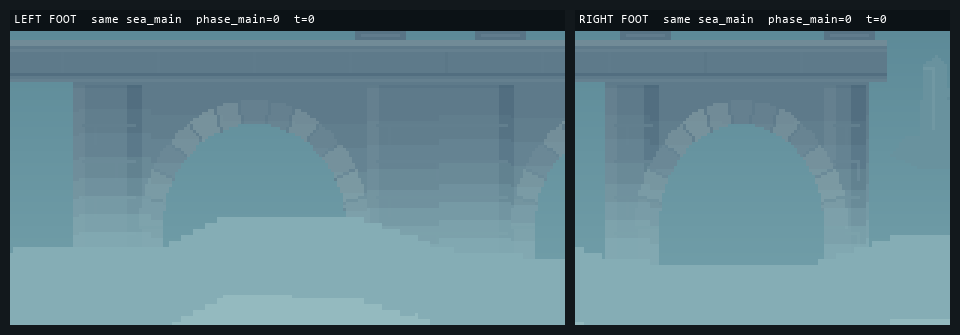 LEFT FOOT  same sea_main  phase_main=0  t=0
RIGHT FOOT  same sea_main  phase_main=0  t=0